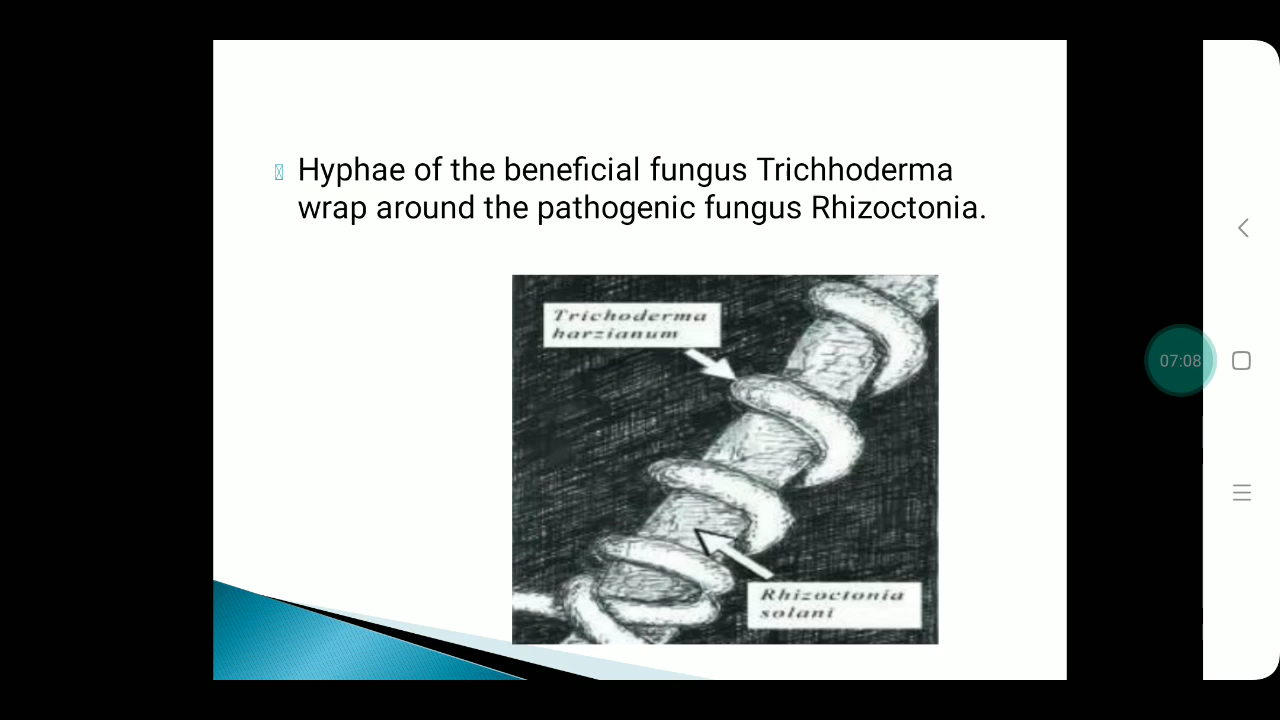 Hyphae of the beneficial fungus Trichhoderma
wrap around the pathogenic fungus Rhizoctonia.
Trichoderma
harzianum
07:08
Rhizoctonia
solani